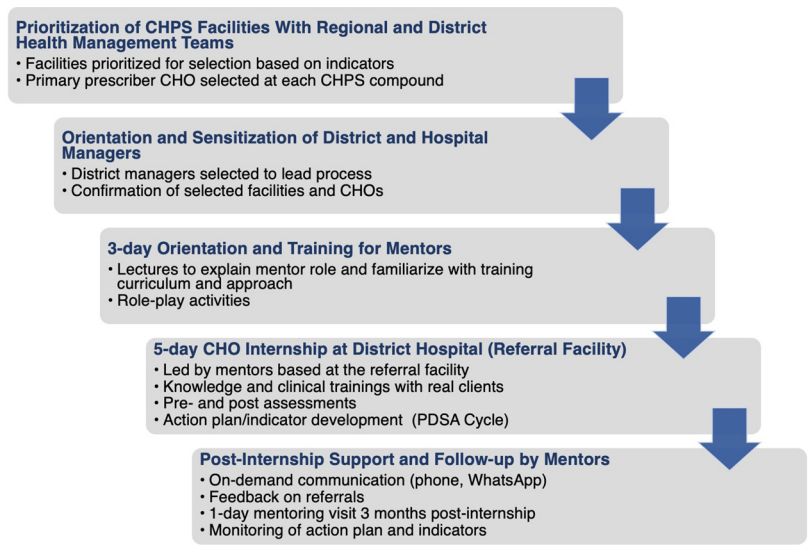 Prioritization of CHPS Facilities With Regional and District
Health Management Teams
• Facilities prioritized for selection based on indicators
• Primary prescriber CHO selected at each CHPS compound
Orientation and Sensitization of District and Hospital
Managers
• District managers selected to lead process
• Confirmation of selected facilities and CHOs
3-day Orientation and Training for Mentors
• Lectures to explain mentor role and familiarize with training
curriculum and approach
• Role-play activities
5-day CHO Internship at District Hospital (Referral Facility)
• Led by mentors based at the referral facility
• Knowledge and clinical trainings with real clients
• Pre- and post assessments
• Action plan/indicator development (PDSA Cycle)
Post-Internship Support and Follow-up by Mentors
• On-demand communication (phone, WhatsApp)
• Feedback on referrals
• 1-day mentoring visit 3 months post-internship
• Monitoring of action plan and indicators